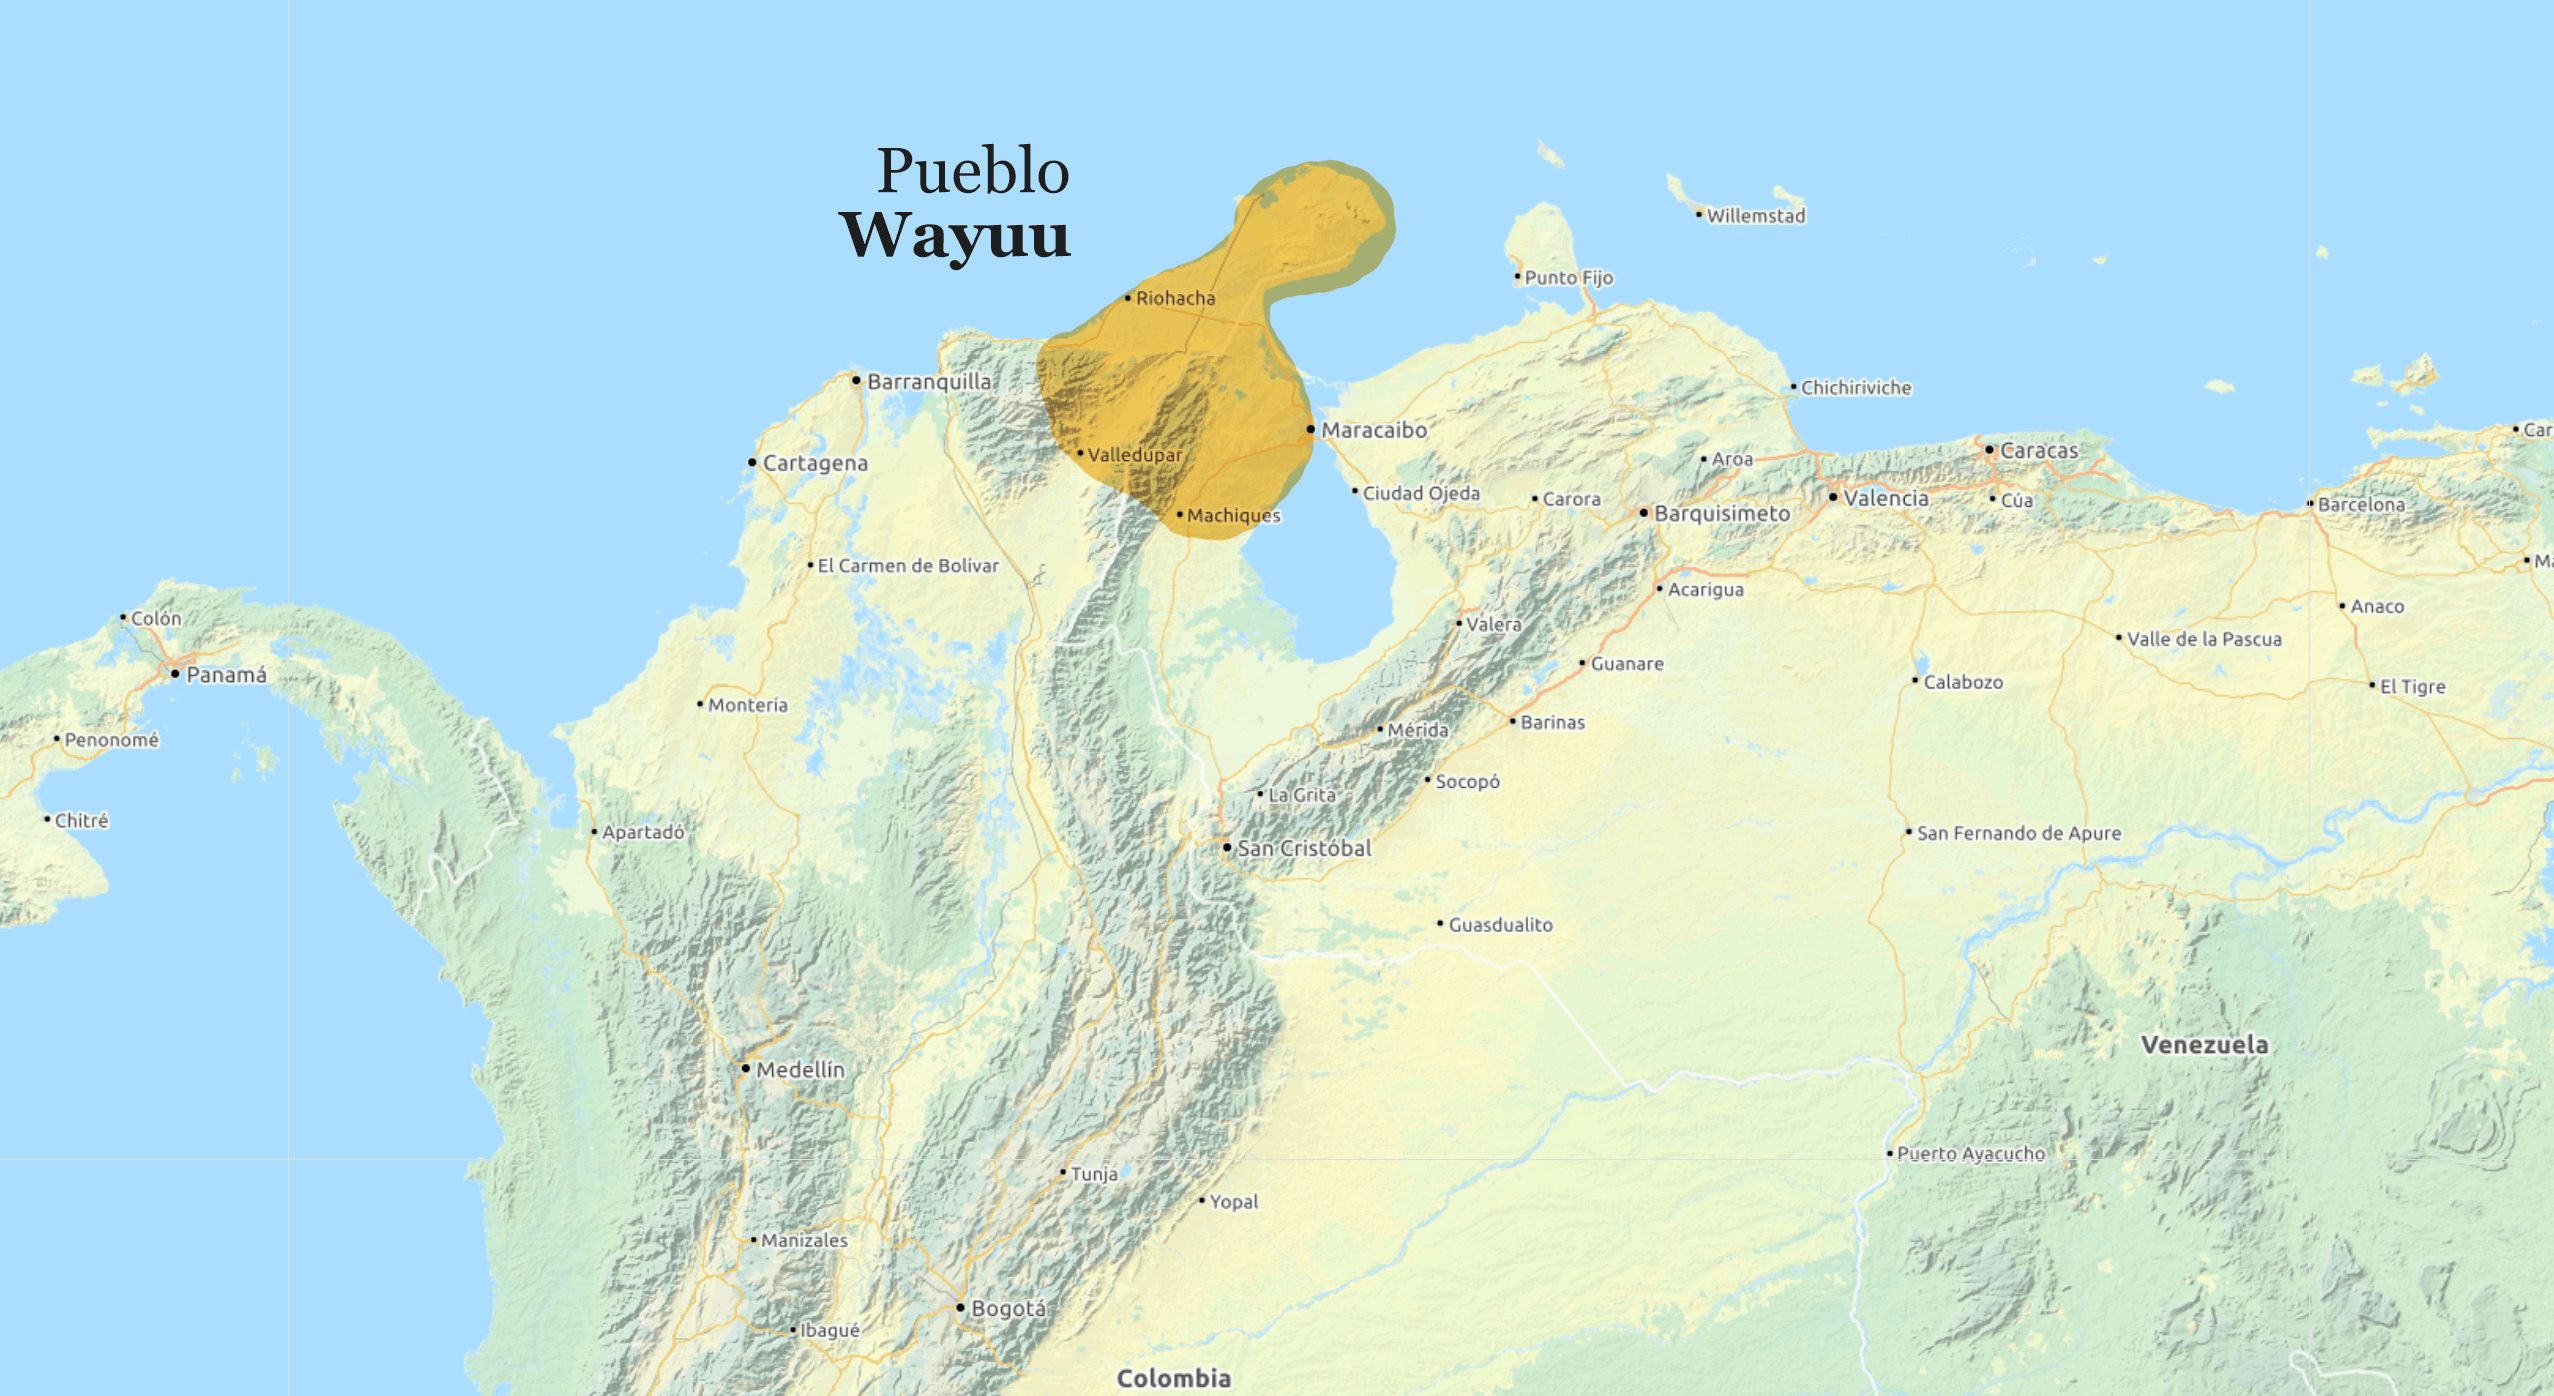 Pueblo
Wayuu
Willemstad
Punto Fijo
Riohacha
Barranquilla
Chichiriviche
Maracaibo
Car
Caracas
Valledupar
Aroa
Cartagena
Ciudad Ojeda
Carora
Valencia
Cúa
Barcelona
Machiques
Barquisimeto
El Carmen de Bolívar
Ma
Acarigua
Anaco
Colón
Valera
Valle de la Pascua
Guanare
Panamá
Calabozo
El Tigre
Montería
Barinas
Mérida
Penonomé
Socopó
La Grita
Chitré
Apartadó
San Fernando de Apure
San Cristóbal
Guasdualito
Venezuela
Medellín
Puerto Ayacucho
Tunja
Yopal
Manizales
Bogotá
Ibagué
Colombia